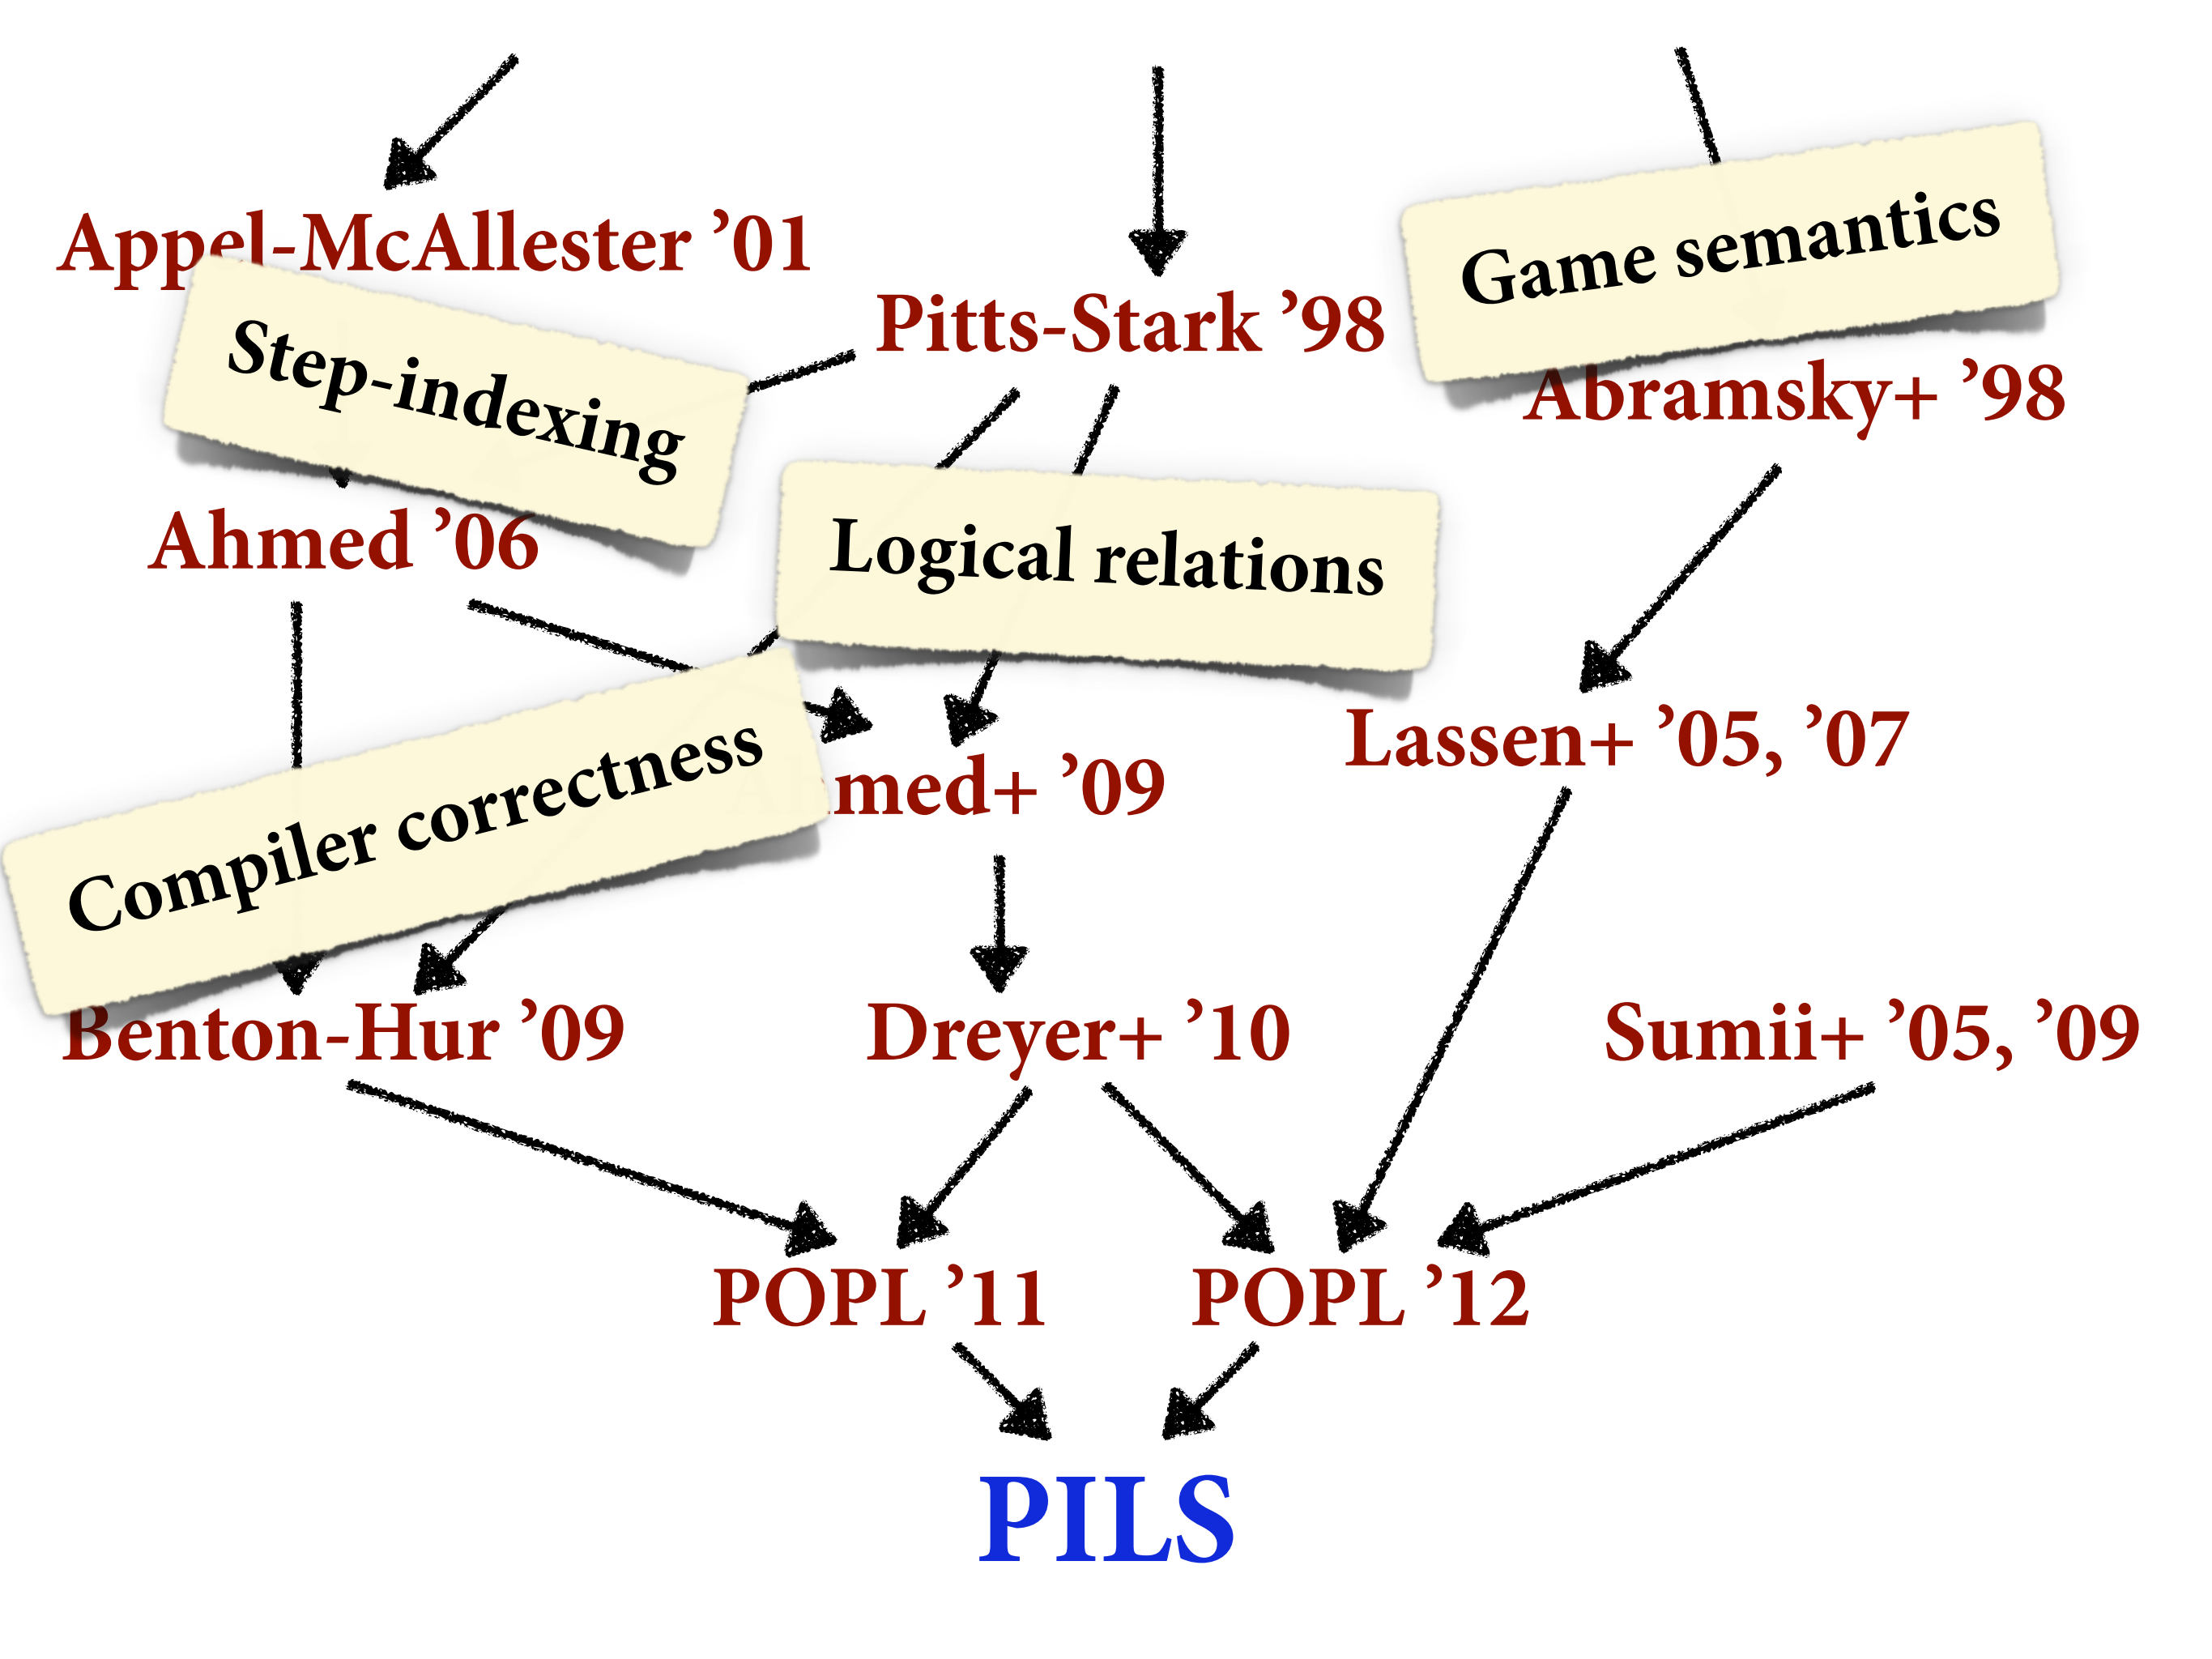 Appel-McAllester ’01
Game semantics
Pitts-Stark ’98
Step-indexing
Abramsky+ ’98
Ahmed ’06
Logical relations
Lassen+ ’05, ’07
Compiler correctness
Ahmed+ ’09
Benton-Hur ’09
Dreyer+ ’10
Sumii+ ’05, ’09
POPL ’11
POPL ’12
PILS